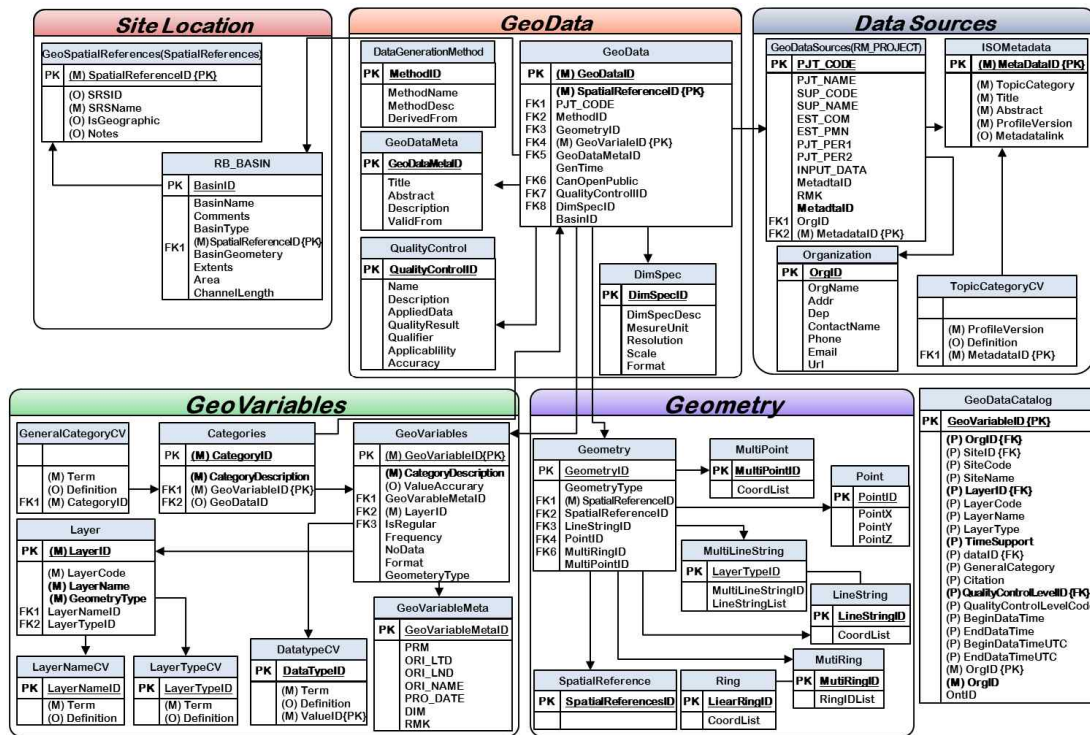 Site Location
GeoSpatialReferences(SpatialReferences)
PK (M) SpatialReferenceID {PK}
(O) SRSID
(M) SRSName
(O) IsGeographic
(O) Notes
RB_BASIN
PK BasinID
BasinName
Comments
BasinType
FK1 (M)SpatialReferenceID{PK}
BasinGeometery
Extents
Area
ChannelLength
GeoData
DataGenerationMethod
PK MethodID
MethodName
MethodDesc
DerivedFrom
GeoDataMeta
PK GeoDataMetaID
Title
Abstract
Description
ValidFrom
QualityControl
PK QualityControlID
Name
Description
AppliedData
QualityResult
Qualifier
Applicablility
Accuracy
GeoData
PK (M) GeoDataID
(M) SpatialReferenceID {PK}
FK1 PJT_CODE
FK2 MethodID
FK3 GeometryID
FK4 (M) GeoVarialeID {PK}
FK5 GeoDataMetaID
GenTime
FK6 CanOpenPublic
FK7 QualityControlIID
FK8 DimSpecID
BasinID
DimSpec
PK DimSpecID
DimSpecDesc
MesureUnit
Resolution
Scale
Format
Data Sources
GeoDataSources(RM_PROJECT)
PK PJT_CODE
PJT_NAME
SUP_CODE
SUP_NAME
EST_COM
EST_PMN
PJT_PER1
PJT_PER2
INPUT_DATA
MetadtaID
RMK
MetadtaID
FK1 OrgID
FK2 (M) MetadataID {PK}
ISOMetadata
PK (M) MetaDataID {PK}
(M) TopicCategory
(M) Title
(M) Abstract
(M) ProfileVersion
(O) Metadatalink
Organization
PK OrgID
OrgName
Addr
Dep
ContactName
Phone
Email
Url
TopicCategoryCV
(M) ProfileVersion
(O) Definition
FK1 (M) MetadataID {PK}
GeoVariables
GeneralCategoryCV
(M) Term
(O) Definition
FK1 (M) CategoryID
Categories
PK (M) CategoryID
(M) CategoryDescription
FK1 (M) GeoVariableID {PK}
FK2 (O) GeoDataID
GeoVariables
PK (M) GeoVariableID{PK}
(M) CategoryDescription
(O) ValueAccurary
FK1 GeoVarableMetaID
FK2 (M) LayerID
FK3 IsRegular
Frequency
NoData
Format
GeometeryType
Layer
PK (M) LayerID
(M) LayerCode
(M) LayerName
(M) GeometryType
FK1 LayerNameID
FK2 LayerTypeID
LayerNameCV
PK LayerNameID
(M) Term
(O) Definition
LayerTypeCV
PK LayerTypeID
(M) Term
(O) Definition
DatatypeCV
PK DataTypeID
(M) Term
(O) Definition
(M) ValueID{PK}
GeoVariableMeta
PK GeoVariableMetaID
PRM
ORI_LTD
ORI_LND
ORI_NAME
PRO_DATE
DIM
RMK
Geometry
Geometry
PK GeometryID
GeometryType
FK1 (M) SpatialReferenceID
FK2 SpatialReferenceID
FK3 LineStringID
FK4 PointID
FK6 MultiRingID
MultiPointID
MultiPoint
PK MultiPointID
CoordList
Point
PK PointID
PointX
PointY
PointZ
MultiLineString
PK LayerTypeID
MultiLineStringID
LineStringList
LineString
PK LineStringID
CoordList
SpatialReference
PK SpatialReferencesID
Ring
PK LiearRingID
CoordList
MutiRing
PK MutiRingID
RingIDList
GeoDataCatalog
PK GeoVariableID {PK}
(P) OrgID {FK}
(P) SiteID {FK}
(P) SiteCode
(P) SiteName
(P) LayerID {FK}
(P) LayerCode
(P) LayerName
(P) LayerType
(P) TimeSupport
(P) dataID {FK}
(P) GeneralCategory
(P) Citation
(P) QualityControlLevelID {FK}
(P) QualityControlLevelCode
(P) BeginDataTime
(P) EndDataTime
(P) BeginDataTimeUTC
(P) EndDataTimeUTC
(M) OrgID {PK}
(M) OrgID
OntID